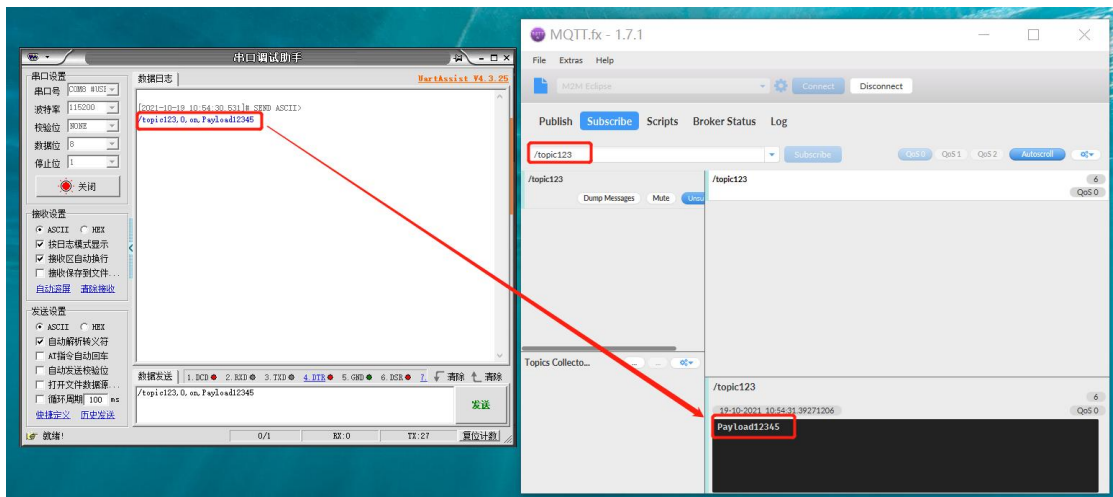 串口调试助手
串口设置
串口号 COM8 #USI
波特率 115200
校验位 NONE
数据位 8
停止位 1
关闭
接收设置
ASCII HEX
按日志模式显示
接收区自动换行
接收保存到文件...
自动滚屏 清除接收
发送设置
ASCII HEX
自动解析转义符
AT指令自动回车
自动发送校验位
打开文件数据源...
循环周期 100 ms
快捷定义 历史发送
数据日志
UartAssist V4.3.25
[2021-10-19 10:54:30.531]# SEND ASCII>
/topic123,0,on,Payload12345
数据发送 1.DCD 2.RXD 3.TXD 4.DTR 5.GND 6.DSR 7. 清除 清除
/topic123,0,on,Payload12345
发送
就绪! 0/1 RX:0 TX:27 复位计数
MQTT.fx - 1.7.1
File Extras Help
M2M Eclipse Connect Disconnect
Publish Subscribe Scripts Broker Status Log
/topic123 Subscribe QoS 0 QoS 1 QoS 2 Autoscroll
/topic123
Dump Messages Mute Unsu
/topic123 6
QoS 0
Topics Collecto...
/topic123
6
19-10-2021 10:54:31.39271206 QoS 0
Payload12345